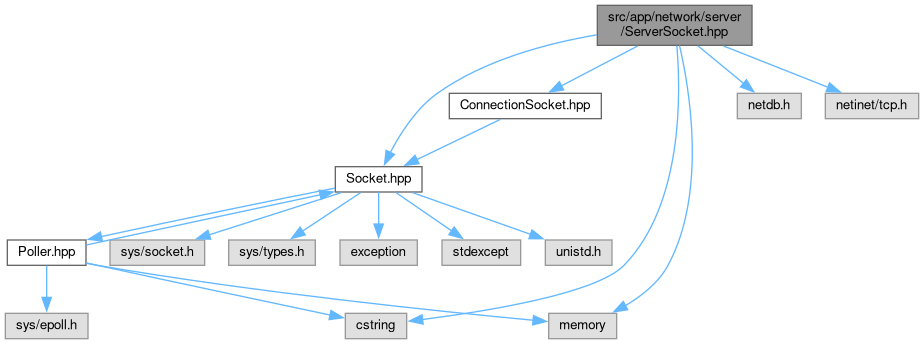 src/app/network/server
/ServerSocket.hpp
ConnectionSocket.hpp
netdb.h
netinet/tcp.h
Socket.hpp
Poller.hpp
sys/socket.h
sys/types.h
exception
stdexcept
unistd.h
sys/epoll.h
cstring
memory